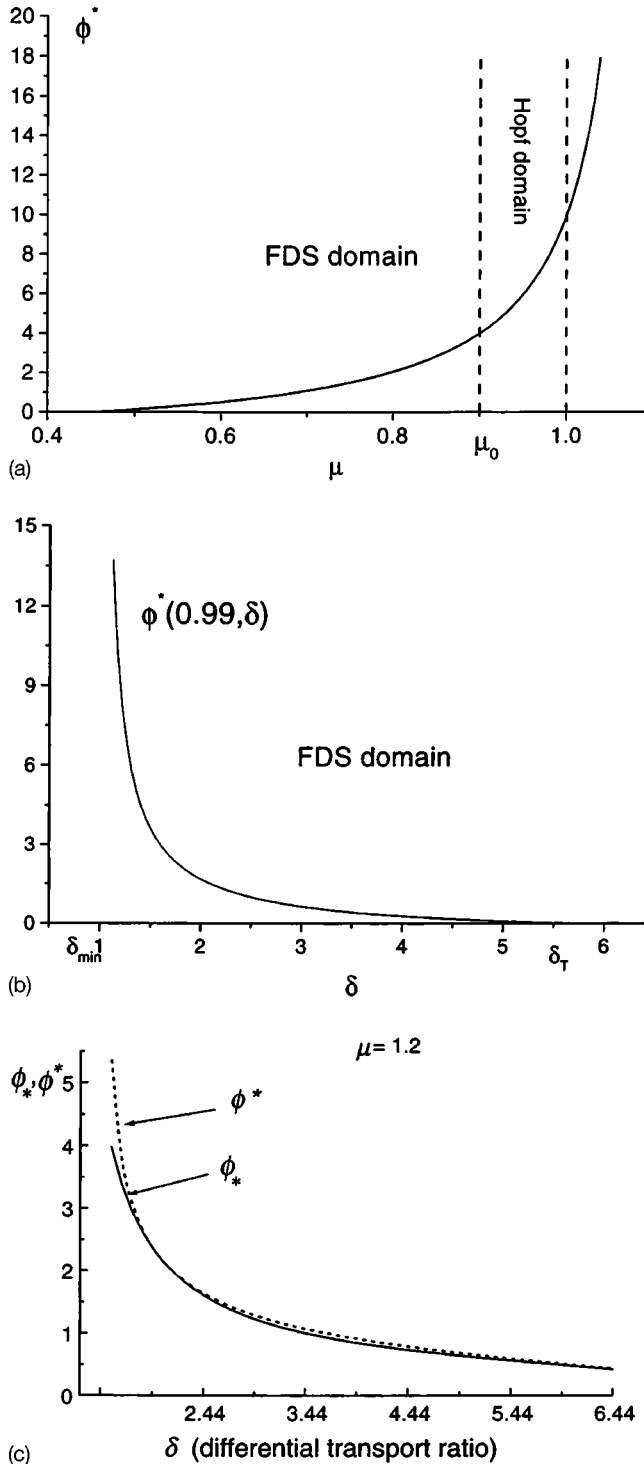 20
ϕ*
18
16
14
12
10
8
6
4
2
0
Hopf domain
FDS domain
0.4 0.6 0.8 μ₀ 1.0
μ
(a)
15
12
9
6
3
0
ϕ*(0.99,δ)
FDS domain
δmin 1 2 3 4 5 δT 6
δ
(b)
μ= 1.2
ϕ*,ϕ*
5
4
3
2
1
0
ϕ*
ϕ*
2.44 3.44 4.44 5.44 6.44
δ (differential transport ratio)
(c)